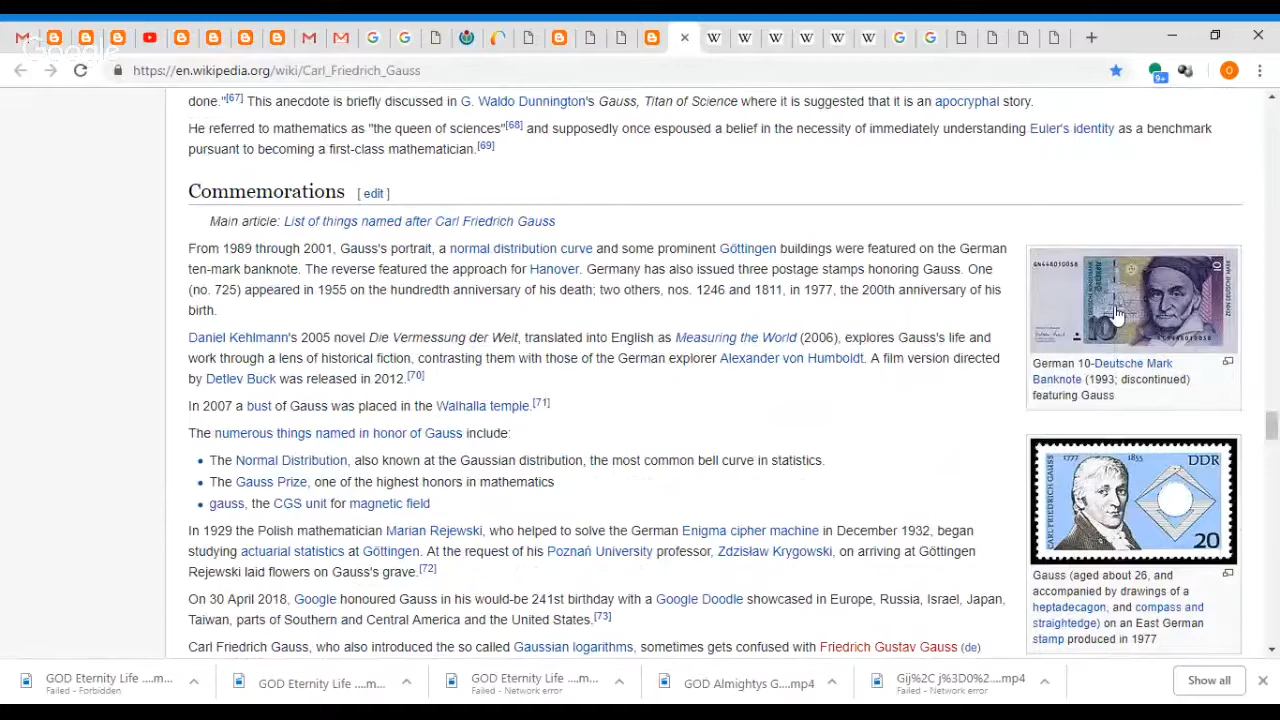 Google
https://en.wikipedia.org/wiki/Carl_Friedrich_Gauss
9+
O
done."[67] This anecdote is briefly discussed in G. Waldo Dunnington's Gauss, Titan of Science where it is suggested that it is an apocryphal story.
He referred to mathematics as "the queen of sciences"[68] and supposedly once espoused a belief in the necessity of immediately understanding Euler's identity as a benchmark
pursuant to becoming a first-class mathematician.[69]
Commemorations [ edit ]
Main article: List of things named after Carl Friedrich Gauss
From 1989 through 2001, Gauss's portrait, a normal distribution curve and some prominent Göttingen buildings were featured on the German
ten-mark banknote. The reverse featured the approach for Hanover. Germany has also issued three postage stamps honoring Gauss. One
(no. 725) appeared in 1955 on the hundredth anniversary of his death; two others, nos. 1246 and 1811, in 1977, the 200th anniversary of his
birth.
Daniel Kehlmann's 2005 novel Die Vermessung der Welt, translated into English as Measuring the World (2006), explores Gauss's life and
work through a lens of historical fiction, contrasting them with those of the German explorer Alexander von Humboldt. A film version directed
by Detlev Buck was released in 2012.[70]
In 2007 a bust of Gauss was placed in the Walhalla temple.[71]
The numerous things named in honor of Gauss include:
• The Normal Distribution, also known at the Gaussian distribution, the most common bell curve in statistics.
• The Gauss Prize, one of the highest honors in mathematics
• gauss, the CGS unit for magnetic field
In 1929 the Polish mathematician Marian Rejewski, who helped to solve the German Enigma cipher machine in December 1932, began
studying actuarial statistics at Göttingen. At the request of his Poznań University professor, Zdzisław Krygowski, on arriving at Göttingen
Rejewski laid flowers on Gauss's grave.[72]
On 30 April 2018, Google honoured Gauss in his would-be 241st birthday with a Google Doodle showcased in Europe, Russia, Israel, Japan,
Taiwan, parts of Southern and Central America and the United States.[73]
Carl Friedrich Gauss, who also introduced the so called Gaussian logarithms, sometimes gets confused with Friedrich Gustav Gauss (de)
10
ZEHN DEUTSCHE MARK
German 10-Deutsche Mark
Banknote (1993; discontinued)
featuring Gauss
1777 1855 DDR
CARL FRIEDRICH GAUSS
20
Gauss (aged about 26, and
accompanied by drawings of a
heptadecagon, and compass and
straightedge) on an East German
stamp produced in 1977
GOD Eternity Life ....m...
Failed - Forbidden
GOD Eternity Life ....m...
GOD Eternity Life ....m...
Failed - Network error
GOD Almightys G....mp4
Gij%2C j%3D0%2....mp4
Failed - Network error
Show all